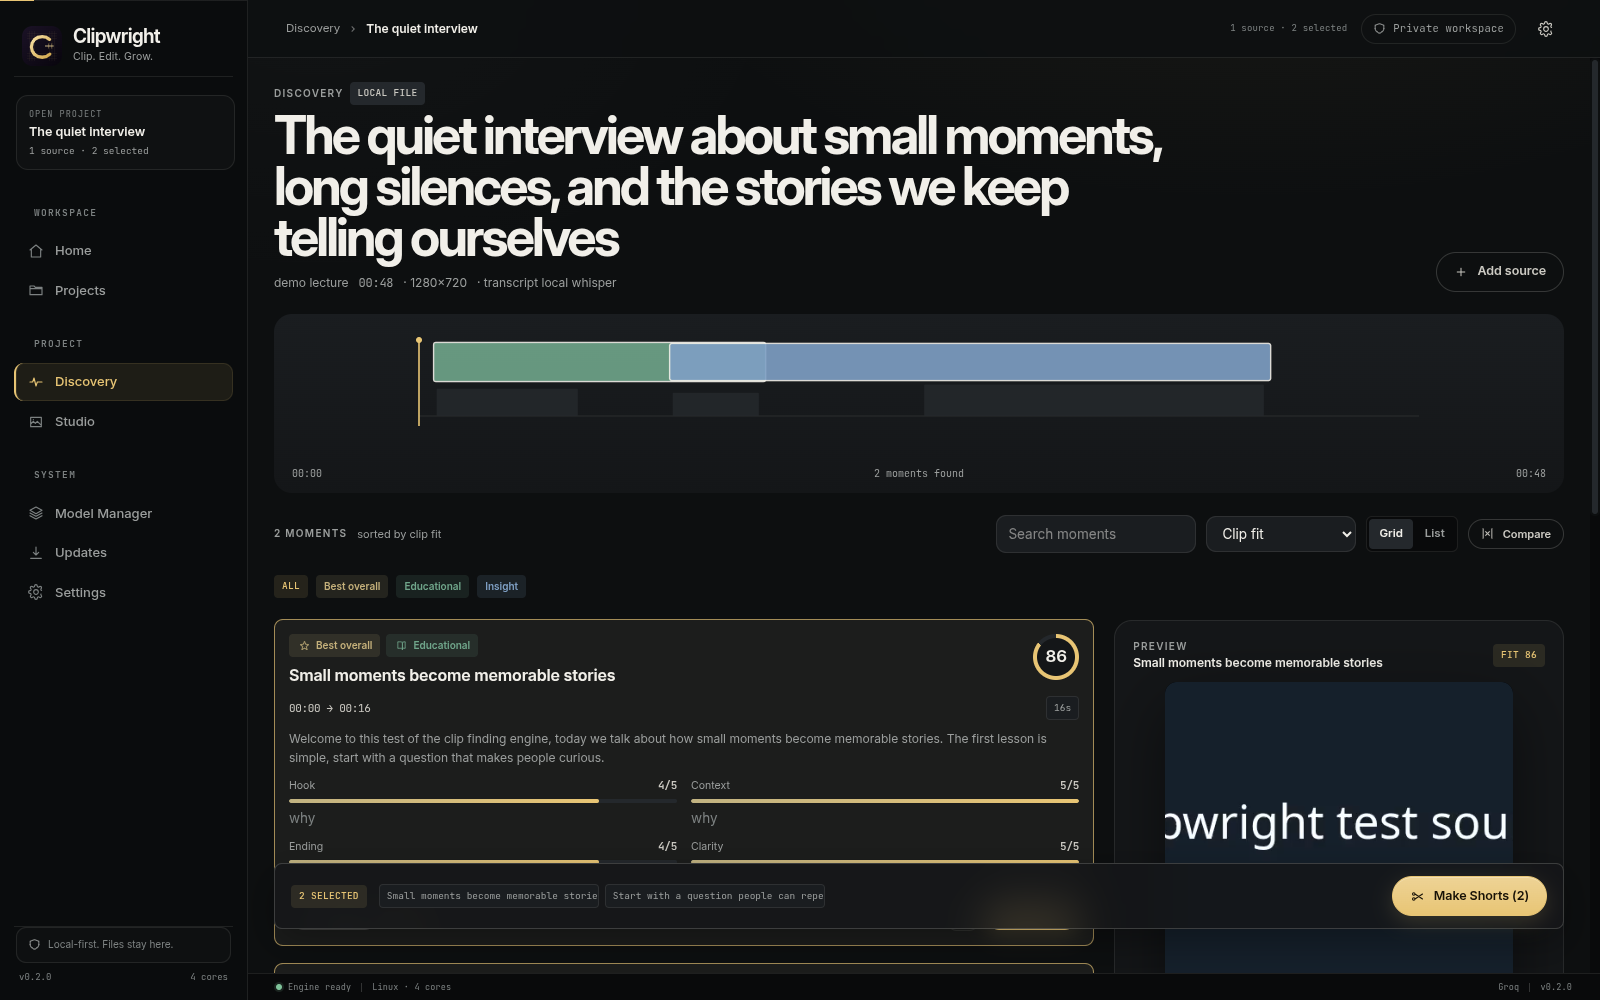 Clipwright
Clip. Edit. Grow.
OPEN PROJECT
The quiet interview
1 source · 2 selected
WORKSPACE
Home
Projects
PROJECT
Discovery
Studio
SYSTEM
Model Manager
Updates
Settings
Local-first. Files stay here.
v0.2.0 4 cores
Discovery › The quiet interview
1 source · 2 selected
Private workspace
DISCOVERY LOCAL FILE
The quiet interview about small moments,
long silences, and the stories we keep
telling ourselves
demo lecture 00:48 · 1280×720 · transcript local whisper
+ Add source
00:00 2 moments found 00:48
2 MOMENTS sorted by clip fit
Search moments
Clip fit
Grid List
Compare
ALL Best overall Educational Insight
Best overall Educational
86
Small moments become memorable stories
00:00 → 00:16
16s
Welcome to this test of the clip finding engine, today we talk about how small moments become memorable stories. The first lesson is
simple, start with a question that makes people curious.
Hook 4/5 Context 5/5
why why
Ending 4/5 Clarity 5/5
PREVIEW
Small moments become memorable stories
FIT 86
pwright test sou
2 SELECTED
Small moments become memorable storie
Start with a question people can repe
Make Shorts (2)
Engine ready | Linux · 4 cores
Groq | v0.2.0